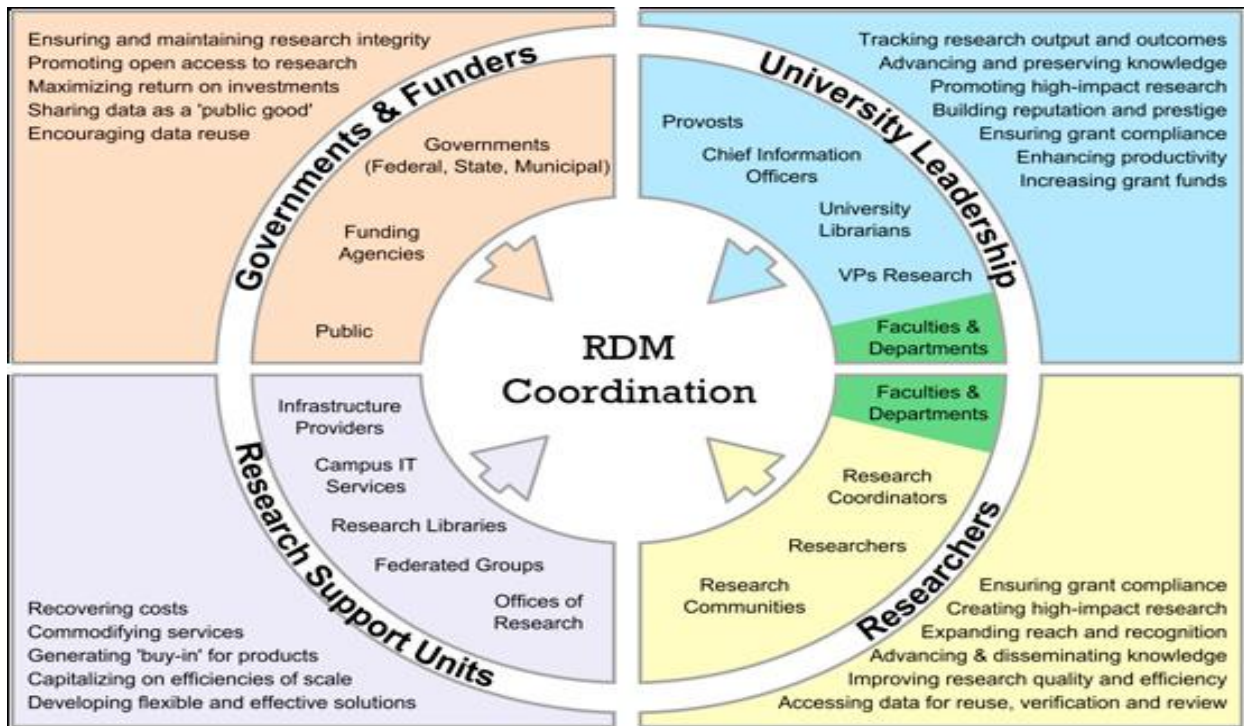 Ensuring and maintaining research integrity
Promoting open access to research
Maximizing return on investments
Sharing data as a 'public good'
Encouraging data reuse
Governments & Funders
Governments
(Federal, State, Municipal)
Funding
Agencies
Public
Tracking research output and outcomes
Advancing and preserving knowledge
Promoting high-impact research
Building reputation and prestige
Ensuring grant compliance
Enhancing productivity
Increasing grant funds
University Leadership
Provosts
Chief Information
Officers
University
Librarians
VPs Research
Faculties &
Departments
RDM
Coordination
Infrastructure
Providers
Campus IT
Services
Research Libraries
Federated Groups
Offices of
Research
Research Support Units
Recovering costs
Commodifying services
Generating 'buy-in' for products
Capitalizing on efficiencies of scale
Developing flexible and effective solutions
Faculties &
Departments
Research
Coordinators
Researchers
Research
Communities
Researchers
Ensuring grant compliance
Creating high-impact research
Expanding reach and recognition
Advancing & disseminating knowledge
Improving research quality and efficiency
Accessing data for reuse, verification and review